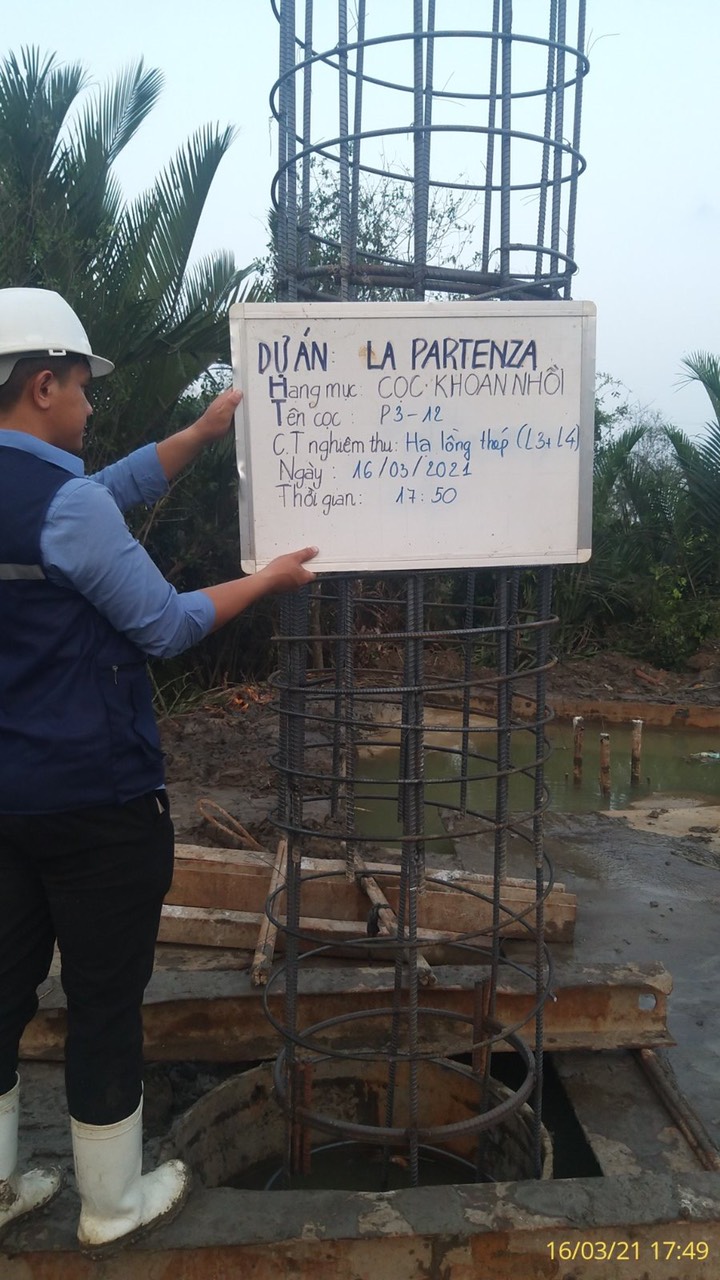 DỰ ÁN: LA PARTENZA
Hạng mục: CỌC KHOAN NHỒI
Tên cọc: P3-12
C.T nghiệm thu: Hạ lồng thép (L3+L4)
Ngày: 16/03/2021
Thời gian: 17:50
16/03/21 17:49